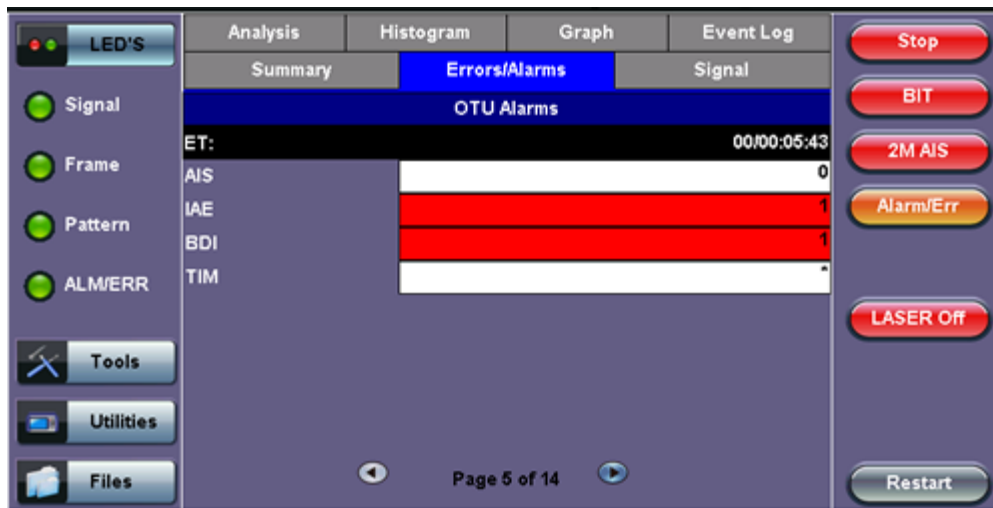 LED'S
Signal
Frame
Pattern
ALM/ERR
Tools
Utilities
Files
Analysis Histogram Graph Event Log
Summary Errors/Alarms Signal
OTU Alarms
ET: 00/00:05:43
AIS 0
IAE 1
BDI 1
TIM *
Page 5 of 14
Stop
BIT
2M AIS
Alarm/Err
LASER Off
Restart